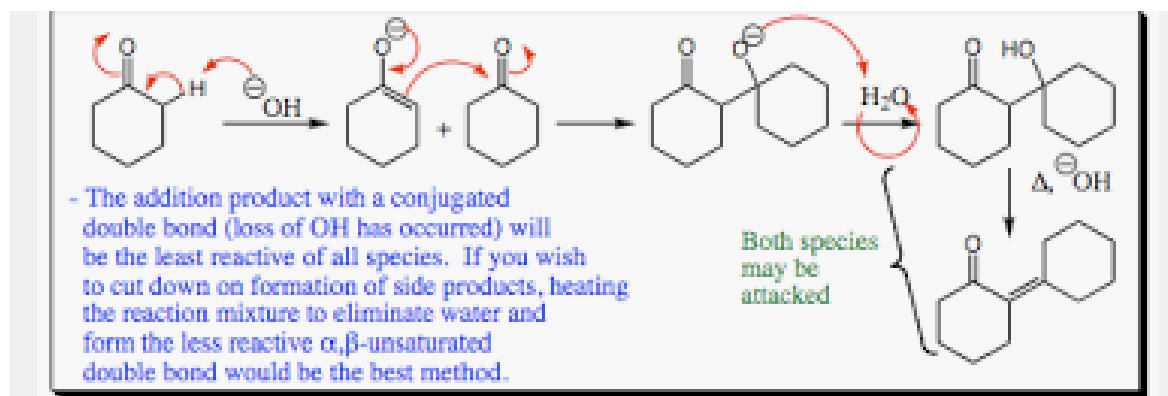 O
O ⊖
O
O
O ⊖
O
HO
H
⊖OH
+
H₂O
Δ, ⊖OH
- The addition product with a conjugated
double bond (loss of OH has occurred) will
be the least reactive of all species. If you wish
to cut down on formation of side products, heating
the reaction mixture to eliminate water and
form the less reactive α,β-unsaturated
double bond would be the best method.
Both species
may be
attacked
O